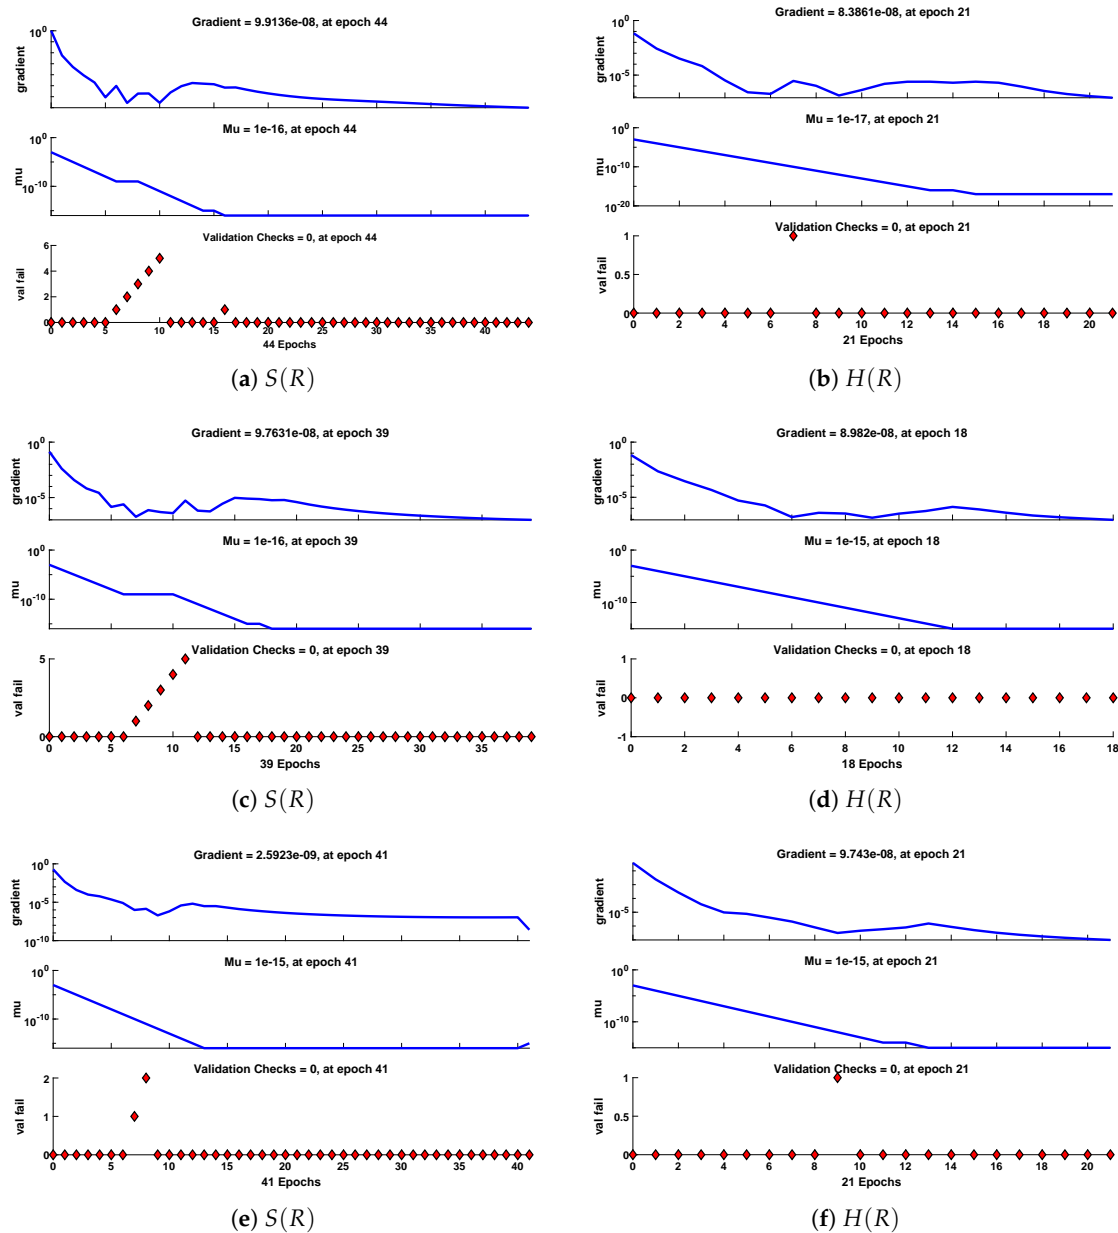 Gradient = 9.9136e-08, at epoch 44
10^0
gradient
Mu = 1e-16, at epoch 44
10^0
10^-10
mu
Validation Checks = 0, at epoch 44
6
4
2
0
val fail
0 5 10 15 20 25 30 35 40
44 Epochs
(a) S(R)
Gradient = 8.3861e-08, at epoch 21
10^0
10^-5
gradient
Mu = 1e-17, at epoch 21
10^0
10^-10
10^-20
mu
Validation Checks = 0, at epoch 21
1
0.5
0
val fail
0 2 4 6 8 10 12 14 16 18 20
21 Epochs
(b) H(R)
Gradient = 9.7631e-08, at epoch 39
10^0
10^-5
gradient
Mu = 1e-16, at epoch 39
10^0
10^-10
mu
Validation Checks = 0, at epoch 39
5
0
val fail
0 5 10 15 20 25 30 35
39 Epochs
(c) S(R)
Gradient = 8.982e-08, at epoch 18
10^0
10^-5
gradient
Mu = 1e-15, at epoch 18
10^0
10^-10
mu
Validation Checks = 0, at epoch 18
1
0
-1
val fail
0 2 4 6 8 10 12 14 16 18
18 Epochs
(d) H(R)
Gradient = 2.5923e-09, at epoch 41
10^0
10^-5
10^-10
gradient
Mu = 1e-15, at epoch 41
10^0
10^-10
mu
Validation Checks = 0, at epoch 41
2
1
0
val fail
0 5 10 15 20 25 30 35 40
41 Epochs
(e) S(R)
Gradient = 9.743e-08, at epoch 21
10^-5
gradient
Mu = 1e-15, at epoch 21
10^0
10^-10
mu
Validation Checks = 0, at epoch 21
1
0.5
0
val fail
0 2 4 6 8 10 12 14 16 18 20
21 Epochs
(f) H(R)